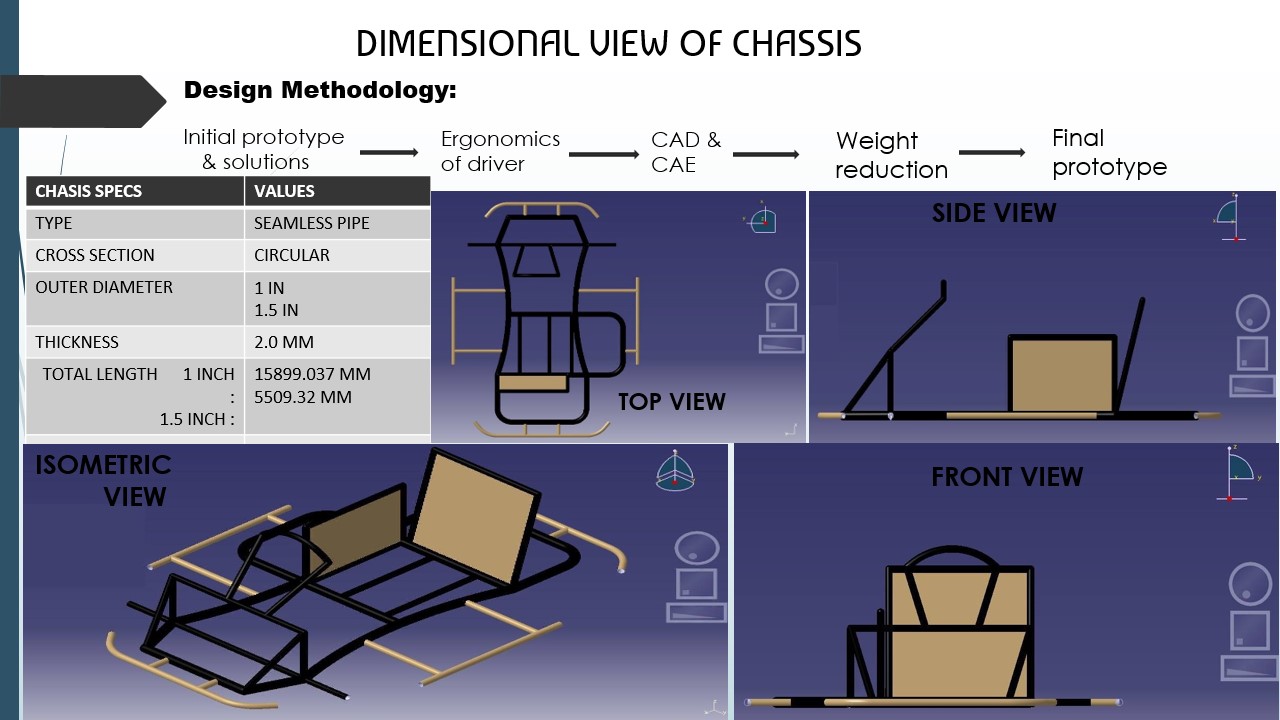 DIMENSIONAL VIEW OF CHASSIS
Design Methodology:
Initial prototype
& solutions
Ergonomics
of driver
CAD &
CAE
Weight
reduction
Final
prototype
CHASIS SPECS VALUES
TYPE SEAMLESS PIPE
CROSS SECTION CIRCULAR
OUTER DIAMETER 1 IN
1.5 IN
THICKNESS 2.0 MM
TOTAL LENGTH 1 INCH 15899.037 MM
: 5509.32 MM
1.5 INCH :
TOP VIEW
SIDE VIEW
ISOMETRIC
VIEW
FRONT VIEW